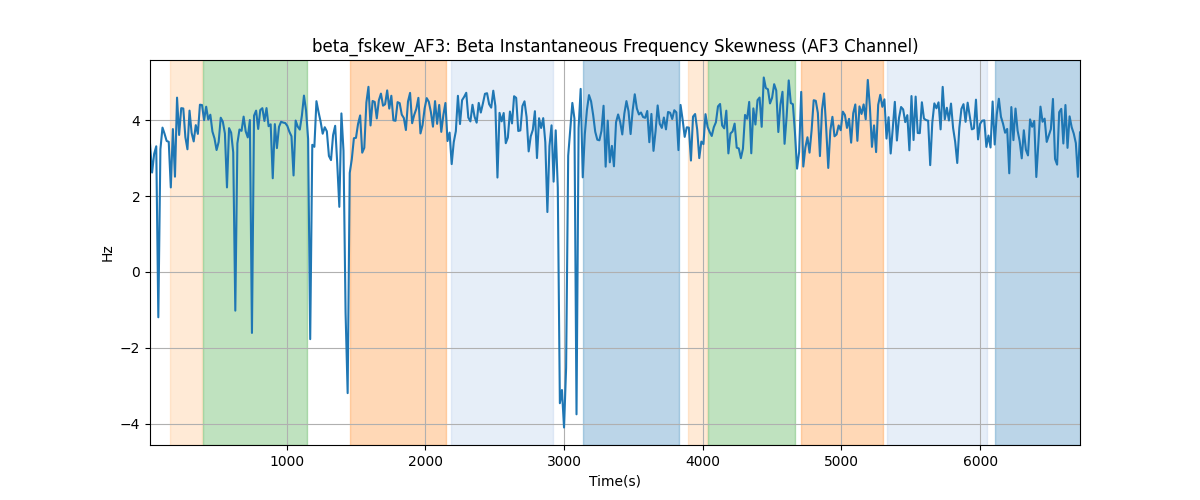 beta_fskew_AF3: Beta Instantaneous Frequency Skewness (AF3 Channel)
4
2
0
−2
−4
Hz
1000 2000 3000 4000 5000 6000
Time(s)